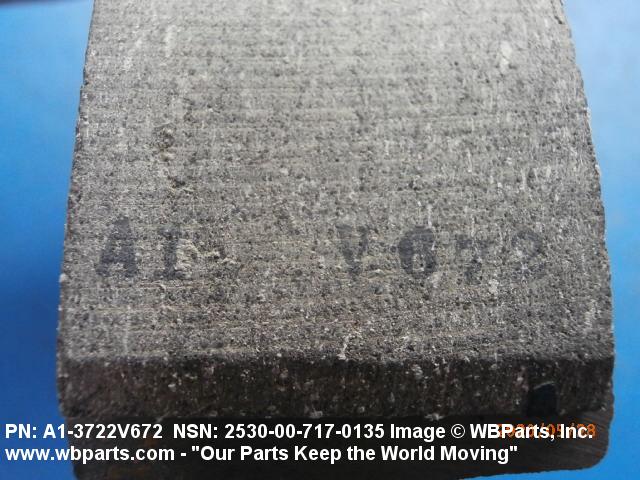 A1- V672
PN: A1-3722V672 NSN: 2530-00-717-0135 Image © WBParts, Inc.
www.wbparts.com - "Our Parts Keep the World Moving"